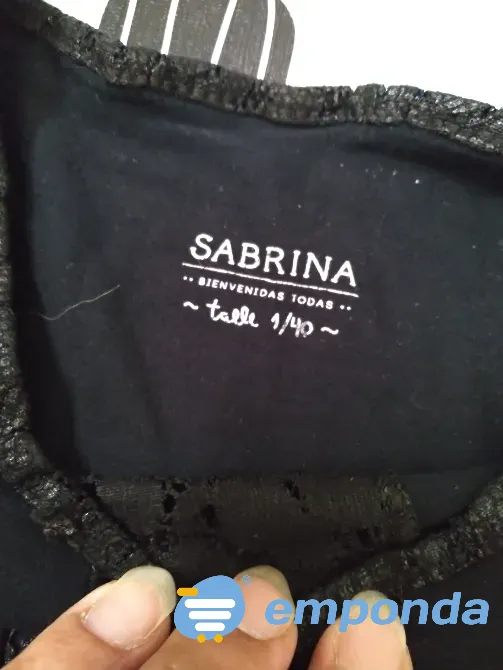 SABRINA
•• BIENVENIDAS TODAS ••
~ talle 1/40 ~
emponda